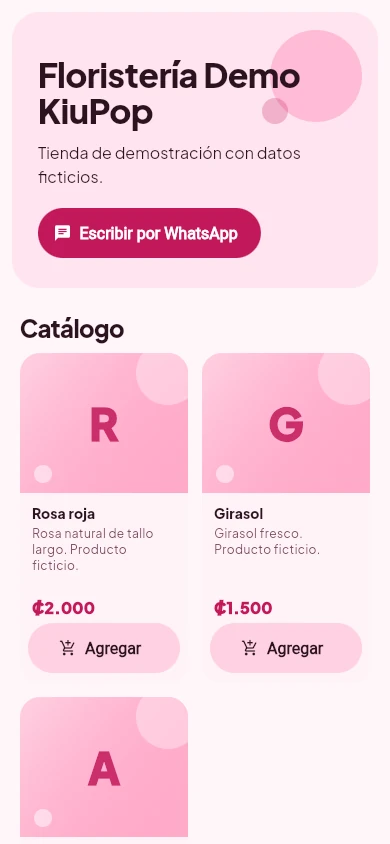 Floristería Demo
KiuPop
Tienda de demostración con datos
ficticios.
Escribir por WhatsApp
Catálogo
R
G
Rosa roja
Rosa natural de tallo
largo. Producto
ficticio.
₡2.000
Agregar
Girasol
Girasol fresco.
Producto ficticio.
₡1.500
Agregar
A